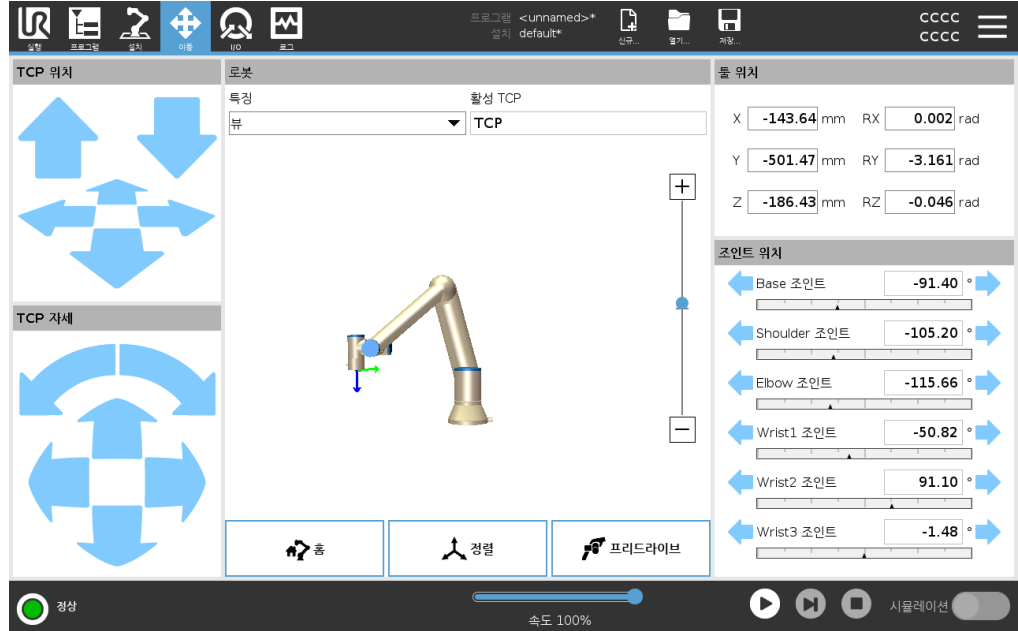 UR
프로그램 <unnamed>*
설치 default*
cccc
cccc
실행 프로그램 설치 이동 I/O 로그 신규... 열기... 저장...
TCP 위치
로봇
툴 위치
특징
활성 TCP
뷰
TCP
X -143.64 mm RX 0.002 rad
Y -501.47 mm RY -3.161 rad
Z -186.43 mm RZ -0.046 rad
조인트 위치
Base 조인트 -91.40 °
Shoulder 조인트 -105.20 °
Elbow 조인트 -115.66 °
Wrist1 조인트 -50.82 °
Wrist2 조인트 91.10 °
Wrist3 조인트 -1.48 °
TCP 자세
홈
정렬
프리드라이브
정상
속도 100%
시뮬레이션